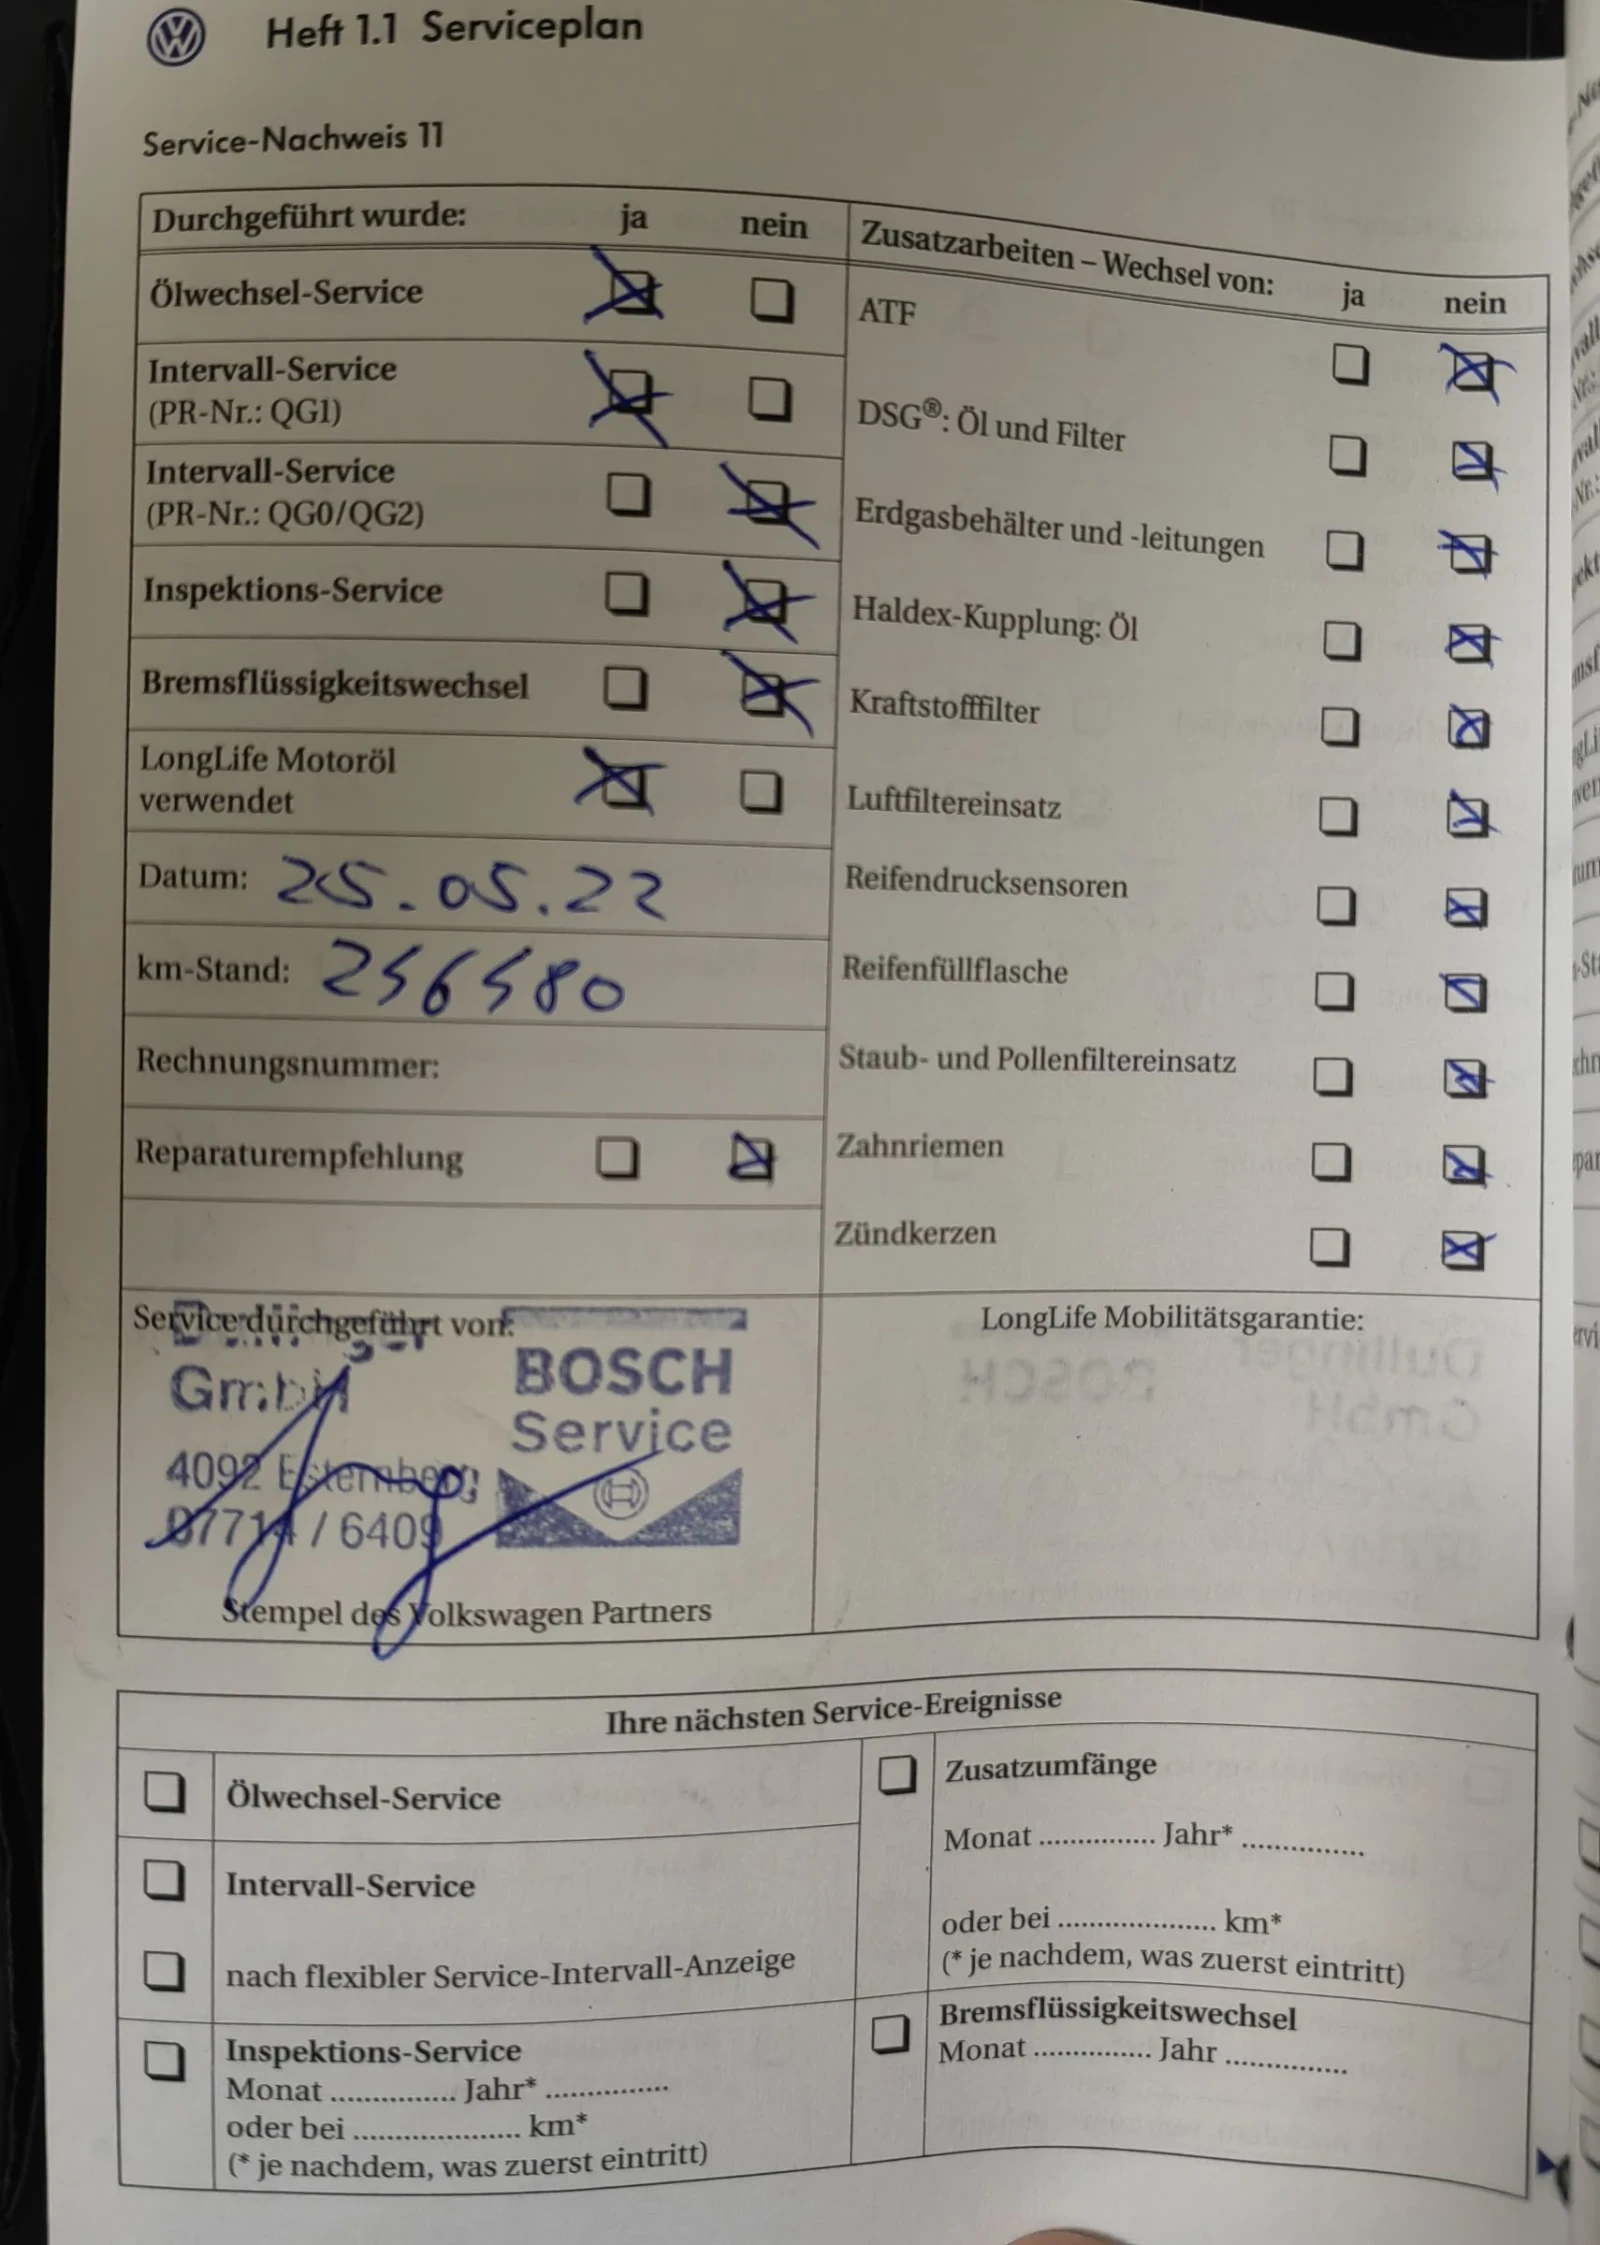 Heft 1.1 Serviceplan
Service-Nachweis 11
Durchgeführt wurde: ja nein
Ölwechsel-Service
Intervall-Service
(PR-Nr.: QG1)
Intervall-Service
(PR-Nr.: QG0/QG2)
Inspektions-Service
Bremsflüssigkeitswechsel
LongLife Motoröl
verwendet
Datum: 25.05.22
km-Stand: 256580
Rechnungsnummer:
Reparaturempfehlung
Zusatzarbeiten – Wechsel von: ja nein
ATF
DSG®: Öl und Filter
Erdgasbehälter und -leitungen
Haldex-Kupplung: Öl
Kraftstofffilter
Luftfiltereinsatz
Reifendrucksensoren
Reifenfüllflasche
Staub- und Pollenfiltereinsatz
Zahnriemen
Zündkerzen
Service durchgeführt von:
GmbH
4092 Esternberg
07714 / 6409
BOSCH
Service
Stempel des Volkswagen Partners
LongLife Mobilitätsgarantie:
Ihre nächsten Service-Ereignisse
Ölwechsel-Service
Intervall-Service
nach flexibler Service-Intervall-Anzeige
Inspektions-Service
Monat ............... Jahr* ...............
oder bei .................... km*
(* je nachdem, was zuerst eintritt)
Zusatzumfänge
Monat ............... Jahr* ...............
oder bei .................... km*
(* je nachdem, was zuerst eintritt)
Bremsflüssigkeitswechsel
Monat ............... Jahr ...............